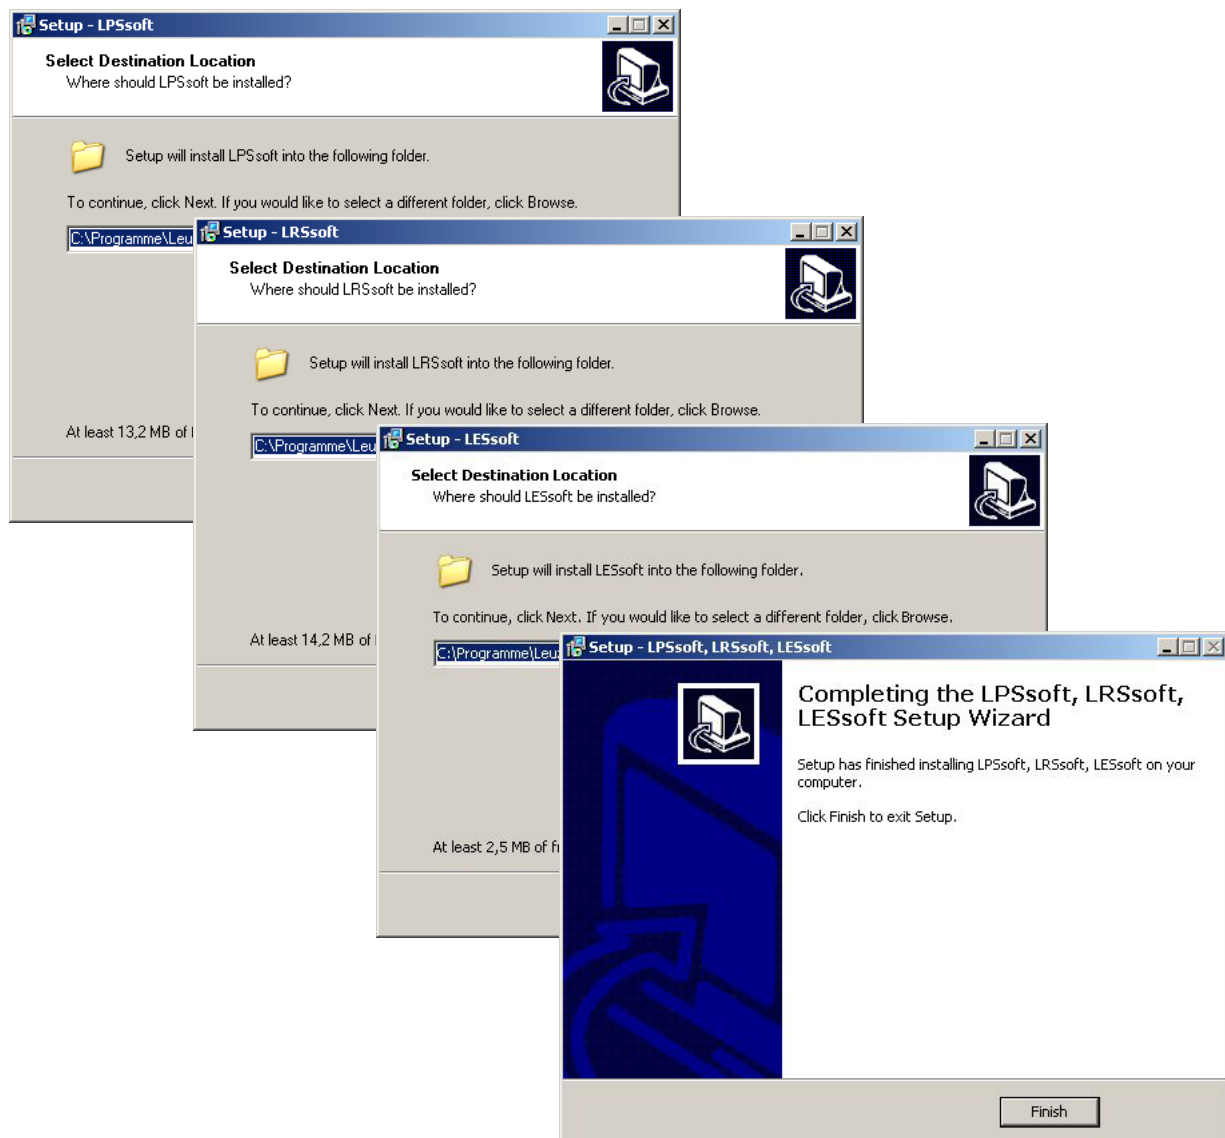 Setup - LPSsoft
Select Destination Location
Where should LPSsoft be installed?
Setup will install LPSsoft into the following folder.
To continue, click Next. If you would like to select a different folder, click Browse.
C:\Programme\Leu
At least 13,2 MB of
Setup - LRSsoft
Select Destination Location
Where should LRSsoft be installed?
Setup will install LRSsoft into the following folder.
To continue, click Next. If you would like to select a different folder, click Browse.
C:\Programme\Leu
At least 14,2 MB of
Setup - LESsoft
Select Destination Location
Where should LESsoft be installed?
Setup will install LESsoft into the following folder.
To continue, click Next. If you would like to select a different folder, click Browse.
C:\Programme\Leuz
At least 2,5 MB of
Setup - LPSsoft, LRSsoft, LESsoft
Completing the LPSsoft, LRSsoft,
LESsoft Setup Wizard
Setup has finished installing LPSsoft, LRSsoft, LESsoft on your
computer.
Click Finish to exit Setup.
Finish